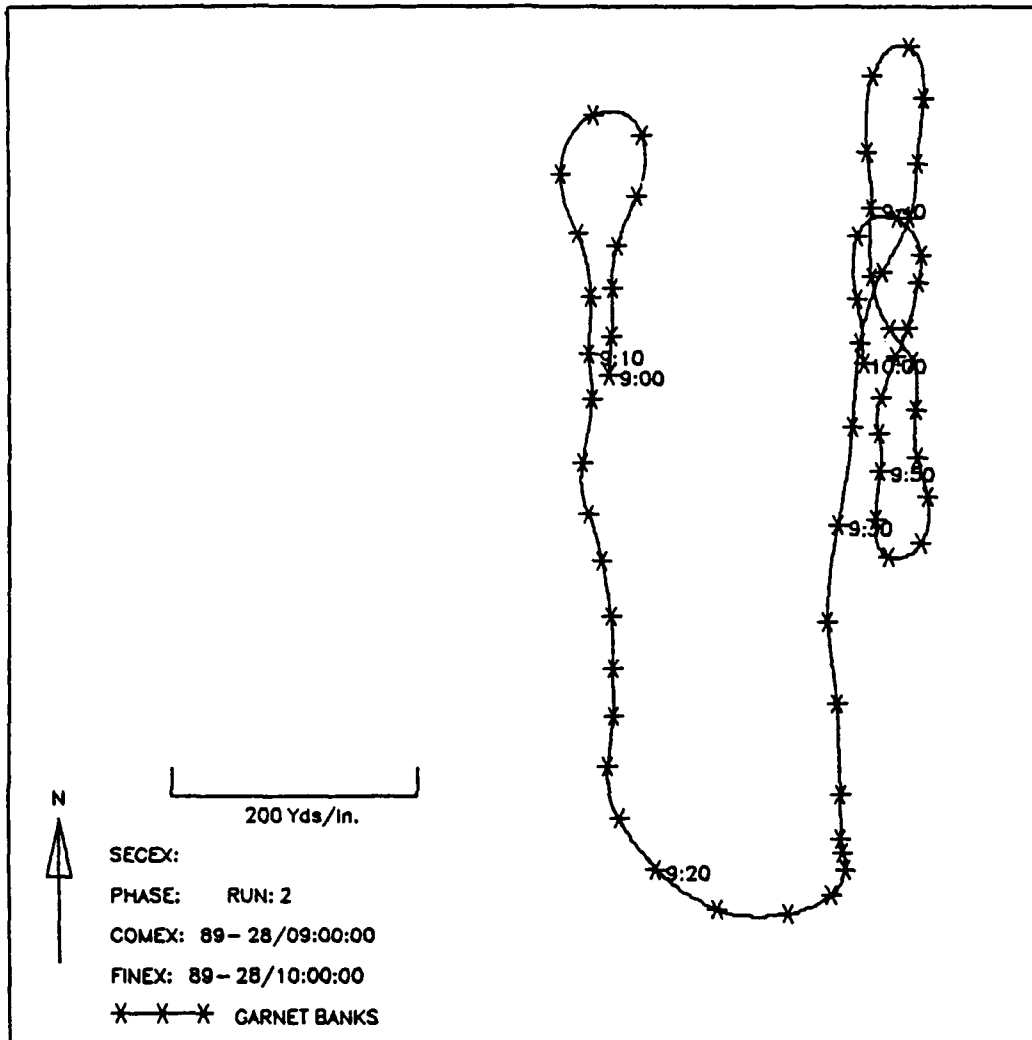 9:40
9:10
9:00
10:00
9:50
9:30
200 Yds/In.
N
SECEX:
9:20
PHASE: RUN: 2
COMEX: 89-28/09:00:00
FINEX: 89-28/10:00:00
GARNET BANKS